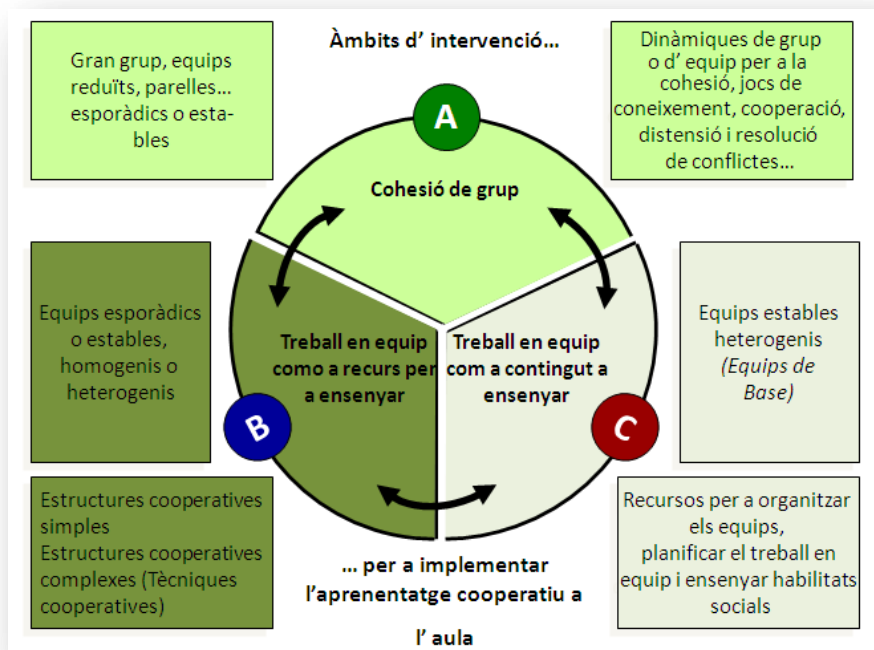 Àmbits d' intervenció...
Gran grup, equips
reduïts, parelles...
esporàdics o esta-
bles
Dinàmiques de grup
o d' equip per a la
cohesió, jocs de
coneixement, cooperació,
distensió i resolució
de conflictes...
A
Cohesió de grup
Equips esporàdics
o estables,
homogenis o
heterogenis
Treball en equip
como a recurs per
a ensenyar
Treball en equip
com a contingut a
ensenyar
Equips estables
heterogenis
(Equips de
Base)
B
C
Estructures cooperatives
simples
Estructures cooperatives
complexes (Tècniques
cooperatives)
... per a implementar
l'aprenentatge cooperatiu a
l' aula
Recursos per a organitzar
els equips,
planificar el treball en
equip i ensenyar habilitats
socials